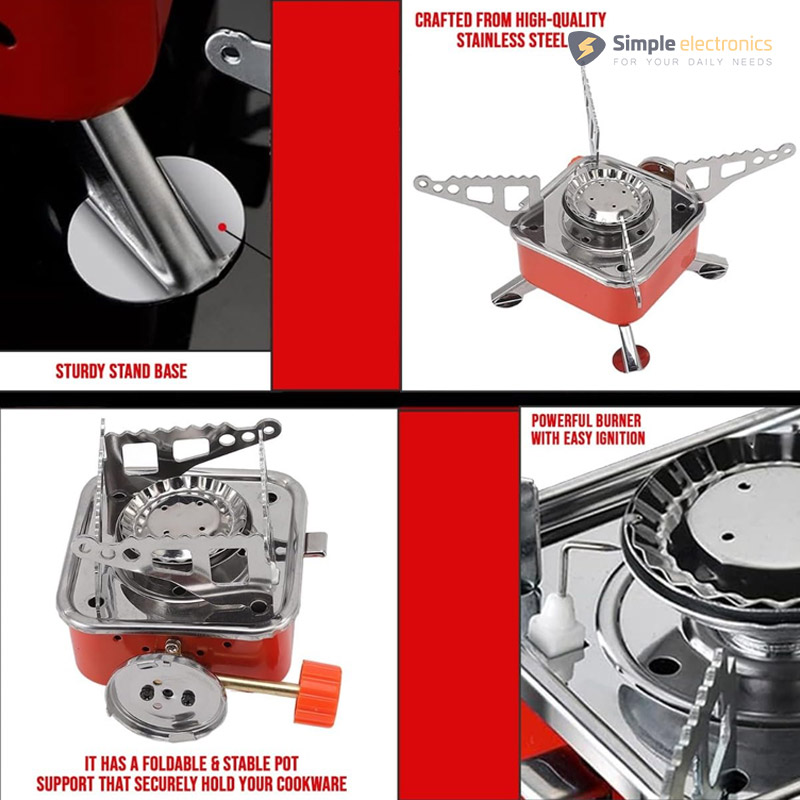 CRAFTED FROM HIGH-QUALITY
STAINLESS STEEL
Simple electronics
FOR YOUR DAILY NEEDS
STURDY STAND BASE
POWERFUL BURNER
WITH EASY IGNITION
IT HAS A FOLDABLE & STABLE POT
SUPPORT THAT SECURELY HOLD YOUR COOKWARE